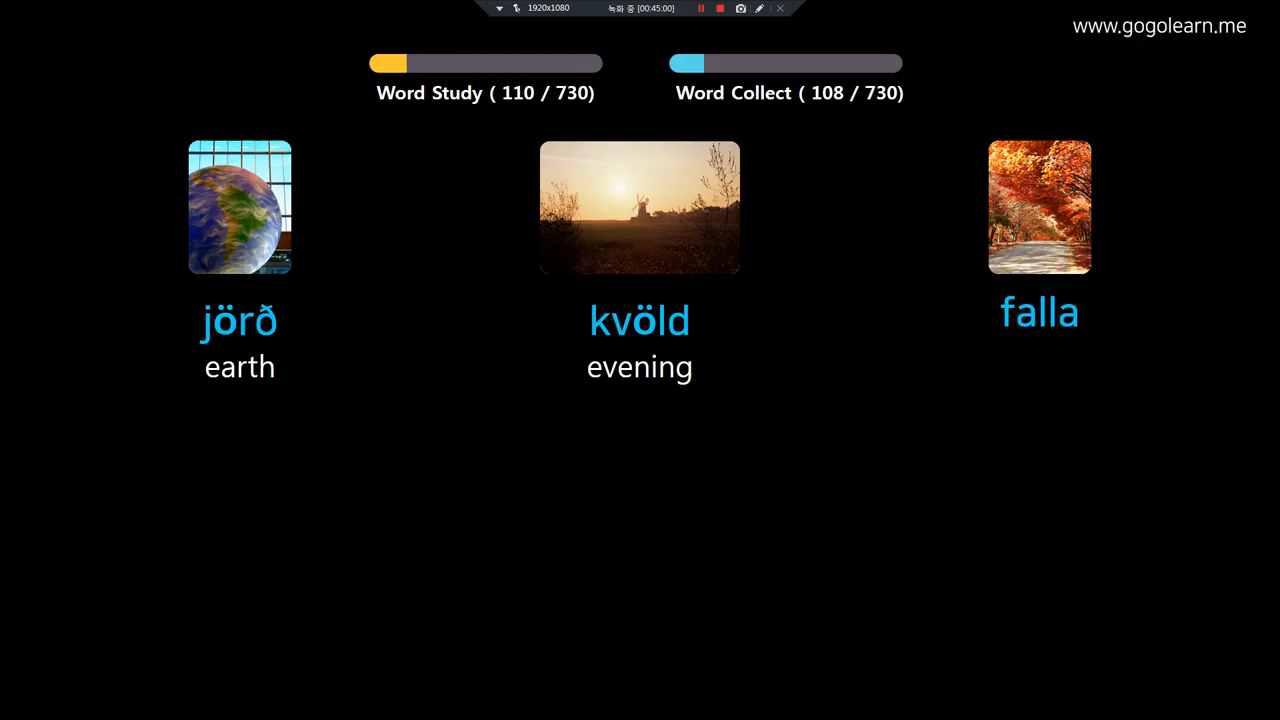 1920x1080 녹화 중 [00:45:00]
www.gogolearn.me
Word Study ( 110 / 730)
Word Collect ( 108 / 730)
jörð
kvöld
falla
earth
evening